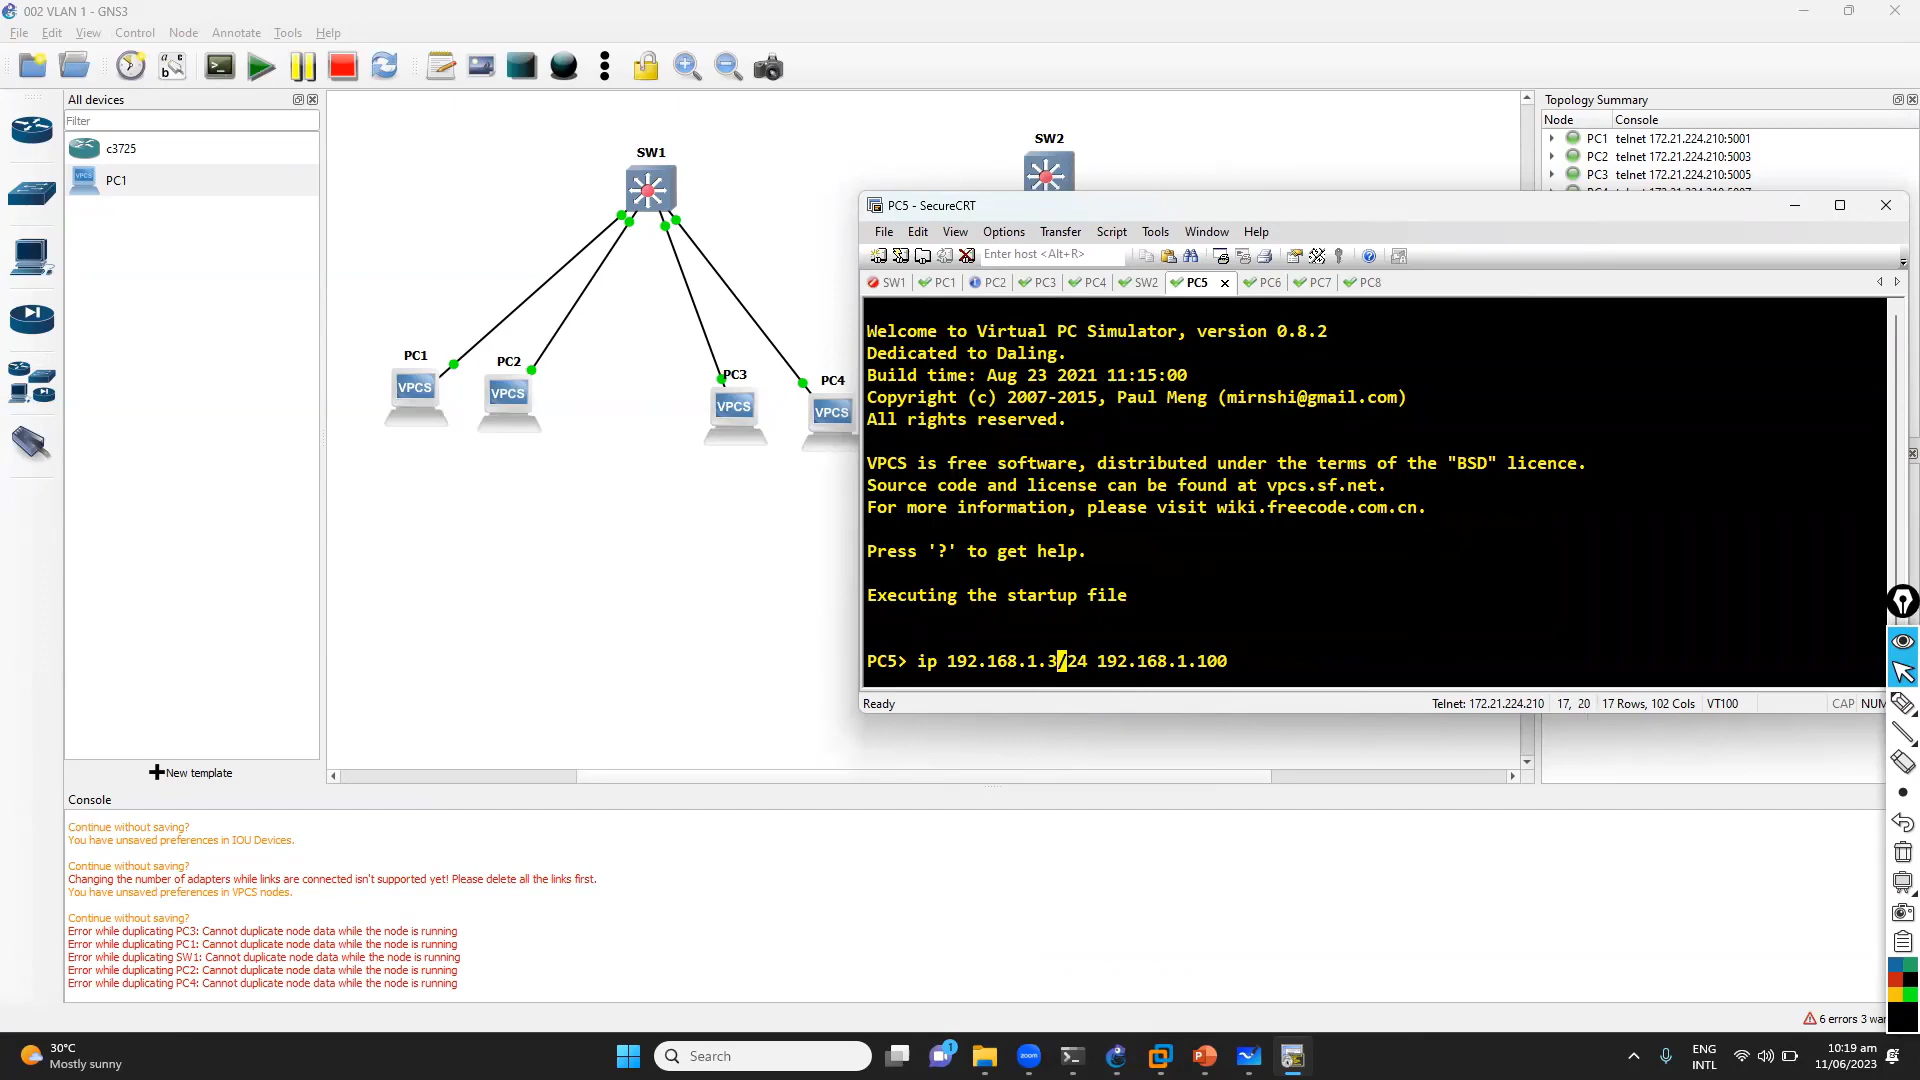 002 VLAN 1 - GNS3
File Edit View Control Node Annotate Tools Help
All devices
Filter
c3725
PC1
New template
SW1
SW2
PC1
VPCS
PC2
VPCS
PC3
VPCS
PC4
VPCS
Topology Summary
Node Console
PC1 telnet 172.21.224.210:5001
PC2 telnet 172.21.224.210:5003
PC3 telnet 172.21.224.210:5005
PC5 - SecureCRT
File Edit View Options Transfer Script Tools Window Help
Enter host <Alt+R>
SW1 PC1 PC2 PC3 PC4 SW2 PC5 PC6 PC7 PC8
Welcome to Virtual PC Simulator, version 0.8.2
Dedicated to Daling.
Build time: Aug 23 2021 11:15:00
Copyright (c) 2007-2015, Paul Meng (mirnshi@gmail.com)
All rights reserved.
VPCS is free software, distributed under the terms of the "BSD" licence.
Source code and license can be found at vpcs.sf.net.
For more information, please visit wiki.freecode.com.cn.
Press '?' to get help.
Executing the startup file
PC5> ip 192.168.1.3/24 192.168.1.100
Ready Telnet: 172.21.224.210 17, 20 17 Rows, 102 Cols VT100 CAP NUM
Console
Continue without saving?
You have unsaved preferences in IOU Devices.
Continue without saving?
Changing the number of adapters while links are connected isn't supported yet! Please delete all the links first.
You have unsaved preferences in VPCS nodes.
Continue without saving?
Error while duplicating PC3: Cannot duplicate node data while the node is running
Error while duplicating PC1: Cannot duplicate node data while the node is running
Error while duplicating SW1: Cannot duplicate node data while the node is running
Error while duplicating PC2: Cannot duplicate node data while the node is running
Error while duplicating PC4: Cannot duplicate node data while the node is running
6 errors 3 war
30°C
Mostly sunny
Search
1
zoom
ENG
INTL
10:19 am
11/06/2023